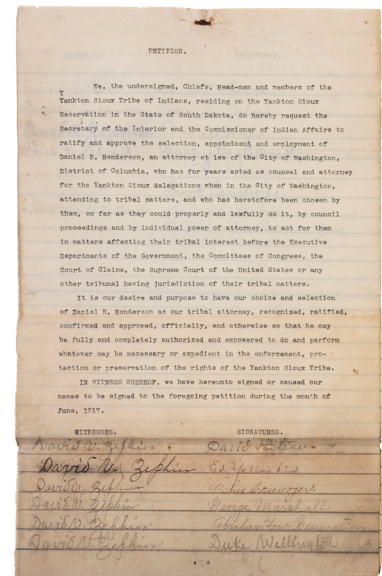 PETITION.
We, the undersigned, Chiefs, Head-men and members of the
Yankton Sioux Tribe of Indians, residing on the Yankton Sioux
Reservation in the State of South Dakota, do hereby request the
Secretary of the Interior and the Commissioner of Indian Affairs to
ratify and approve the selection, appointment and employment of
Daniel B. Henderson, an attorney at law of the City of Washington,
District of Columbia, who has for years acted as counsel and attorney
for the Yankton Sioux delegations when in the City of Washington,
attending to tribal matters, and who has heretofore been chosen by
them, so far as they could properly and lawfully do it, by council
proceedings and by individual power of attorney, to act for them
in matters affecting their tribal interest before the Executive
Departments of the Government, the Committees of Congress, the
Court of Claims, the Supreme Court of the United States or any
other tribunal having jurisdiction of their tribal matters.
It is our desire and purpose to have our choice and selection
of Daniel B. Henderson as our tribal attorney, recognized, ratified,
confirmed and approved, officially, and otherwise so that he may
be fully and completely authorized and empowered to do and perform
whatever may be necessary or expedient in the enforcement, pro-
tection or preservation of the rights of the Yankton Sioux Tribe.
IN WITNESS WHEREOF, we have hereunto signed or caused our
names to be signed to the foregoing petition during the month of
June, 1917.
WITNESSES. SIGNATURES.
David V. Zephier David
David V. Zephier
David V. Zephier
David V. Zephier George Marshall
David V. Zephier Abraham Four
David V. Zephier Duke Wellington